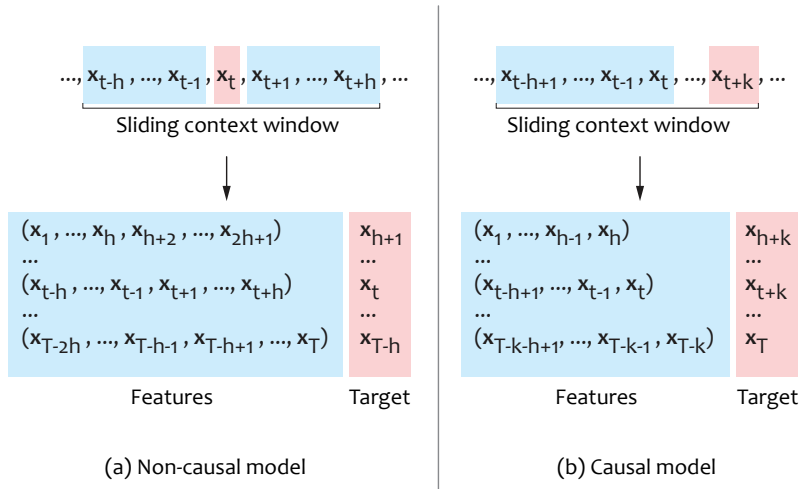 ..., x_{t-h} , ..., x_{t-1} , x_t , x_{t+1} , ..., x_{t+h} , ...
Sliding context window
(x_1 , ..., x_h , x_{h+2} , ..., x_{2h+1}) x_{h+1}
... ...
(x_{t-h} , ..., x_{t-1} , x_{t+1} , ..., x_{t+h}) x_t
... ...
(x_{T-2h} , ..., x_{T-h-1} , x_{T-h+1} , ..., x_T) x_{T-h}
Features Target
(a) Non-causal model
..., x_{t-h+1} , ..., x_{t-1} , x_t , ..., x_{t+k} , ...
Sliding context window
(x_1 , ..., x_{h-1} , x_h) x_{h+k}
... ...
(x_{t-h+1} , ..., x_{t-1} , x_t) x_{t+k}
... ...
(x_{T-k-h+1} , ..., x_{T-k-1} , x_{T-k}) x_T
Features Target
(b) Causal model